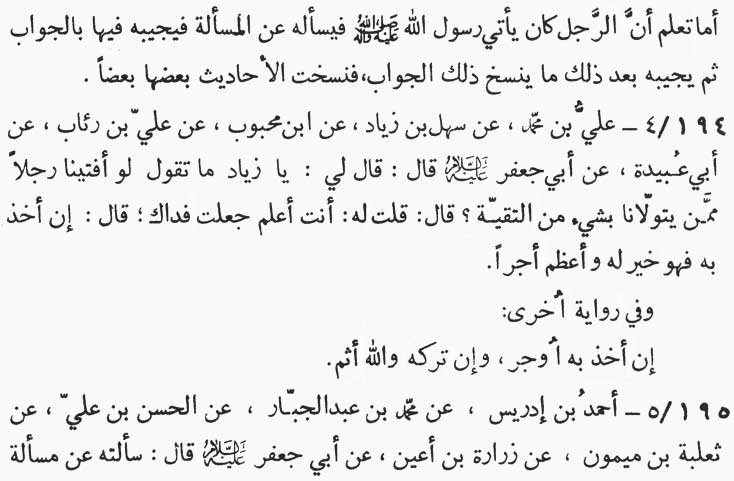 أما تعلم أنَّ الرَّجل كان يأتي رسول الله صلى الله عليه وآله فيسأله عن المسألة فيجيبه فيها بالجواب
ثم يجيبه بعد ذلك ما ينسخ ذلك الجواب، فنسخت الأحاديث بعضها بعضاً .
١٩٤/٤ ـ عليُّ بن محمّد ، عن سهل بن زياد ، عن ابن محبوب ، عن عليّ بن رئاب ، عن
أبي عُبيدة ، عن أبي جعفر عليه السلام قال : قال لي : يا زياد ما تقول لو أفتينا رجلاً
ممَّن يتولّانا بشيء من التقيّة ؟ قال : قلت له : أنت أعلم جعلت فداك ؛ قال : إن أخذ
به فهو خير له وأعظم أجراً .
وفي رواية أُخرى :
إن أخذ به أُوجر ، وإن تركه والله أثم .
١٩٥/٥ ـ أحمدُ بن إدريس ، عن محمّد بن عبدالجبّار ، عن الحسن بن عليّ ، عن
ثعلبة بن ميمون ، عن زرارة بن أعين ، عن أبي جعفر عليه السلام قال : سألته عن مسألة